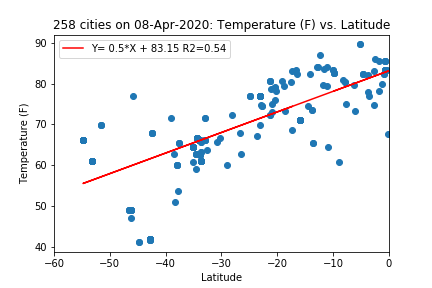 258 cities on 08-Apr-2020: Temperature (F) vs. Latitude
Y= 0.5*X + 83.15 R2=0.54
90
80
70
60
50
40
Temperature (F)
−60 −50 −40 −30 −20 −10 0
Latitude